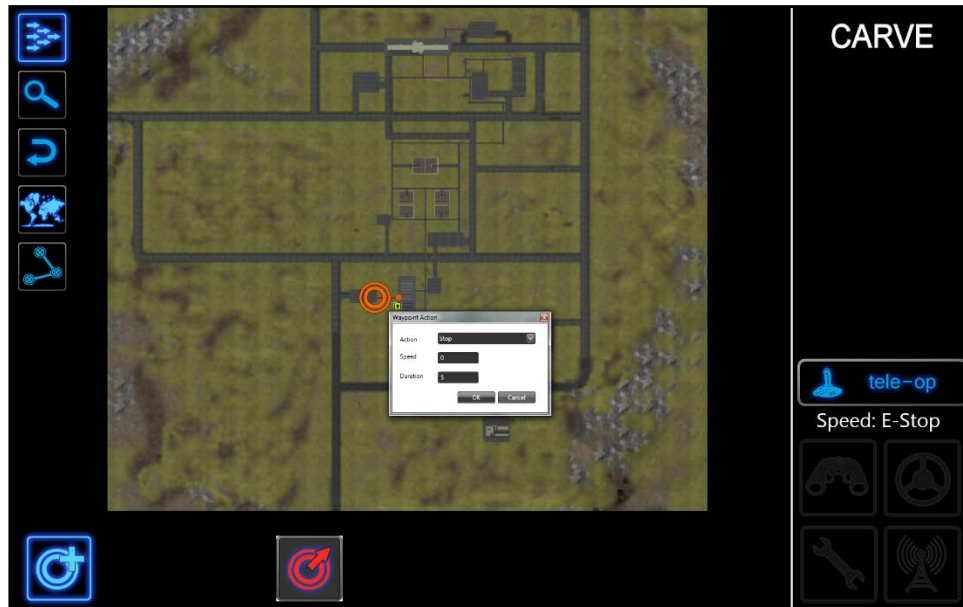 CARVE
Waypoint Action
Action Stop
Speed 0
Duration 5
OK Cancel
tele-op
Speed: E-Stop